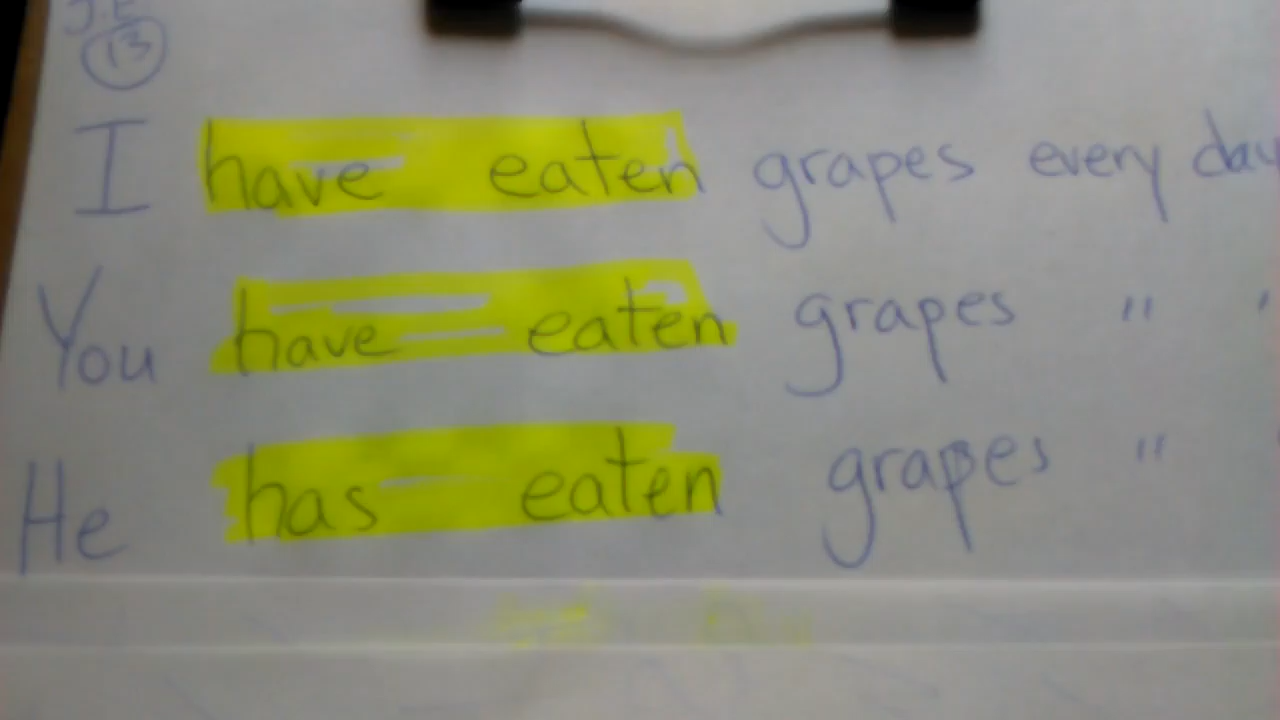 J.E
13
I have eaten grapes every day
You have eaten grapes " "
He has eaten grapes "